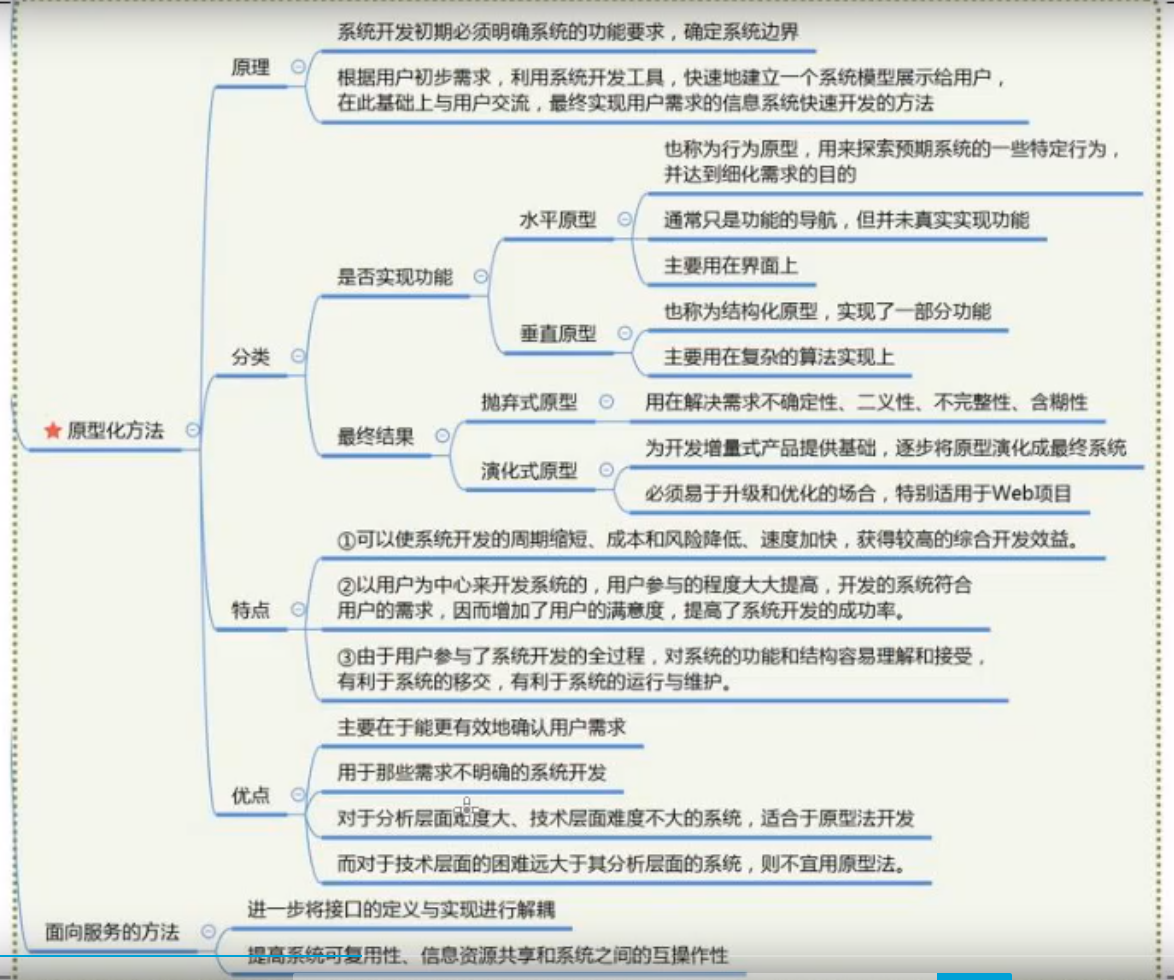 系统开发初期必须明确系统的功能要求，确定系统边界
原理
根据用户初步需求，利用系统开发工具，快速地建立一个系统模型展示给用户，
在此基础上与用户交流，最终实现用户需求的信息系统快速开发的方法
也称为行为原型，用来探索预期系统的一些特定行为，
并达到细化需求的目的
水平原型
通常只是功能的导航，但并未真实实现功能
主要用在界面上
是否实现功能
也称为结构化原型，实现了一部分功能
垂直原型
主要用在复杂的算法实现上
分类
抛弃式原型
用在解决需求不确定性、二义性、不完整性、含糊性
最终结果
为开发增量式产品提供基础，逐步将原型演化成最终系统
演化式原型
必须易于升级和优化的场合，特别适用于Web项目
原型化方法
①可以使系统开发的周期缩短、成本和风险降低、速度加快，获得较高的综合开发效益。
②以用户为中心来开发系统的，用户参与的程度大大提高，开发的系统符合
用户的需求，因而增加了用户的满意度，提高了系统开发的成功率。
特点
③由于用户参与了系统开发的全过程，对系统的功能和结构容易理解和接受，
有利于系统的移交，有利于系统的运行与维护。
主要在于能更有效地确认用户需求
用于那些需求不明确的系统开发
优点
对于分析层面难度大、技术层面难度不大的系统，适合于原型法开发
而对于技术层面的困难远大于其分析层面的系统，则不宜用原型法。
进一步将接口的定义与实现进行解耦
面向服务的方法
提高系统可复用性、信息资源共享和系统之间的互操作性